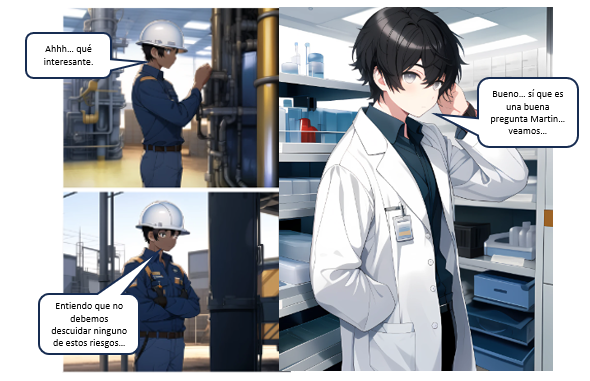 Ahhh... qué
interesante.
Entiendo que no
debemos
descuidar ninguno
de estos riesgos...
Bueno... sí que es
una buena
pregunta Martin...
veamos...